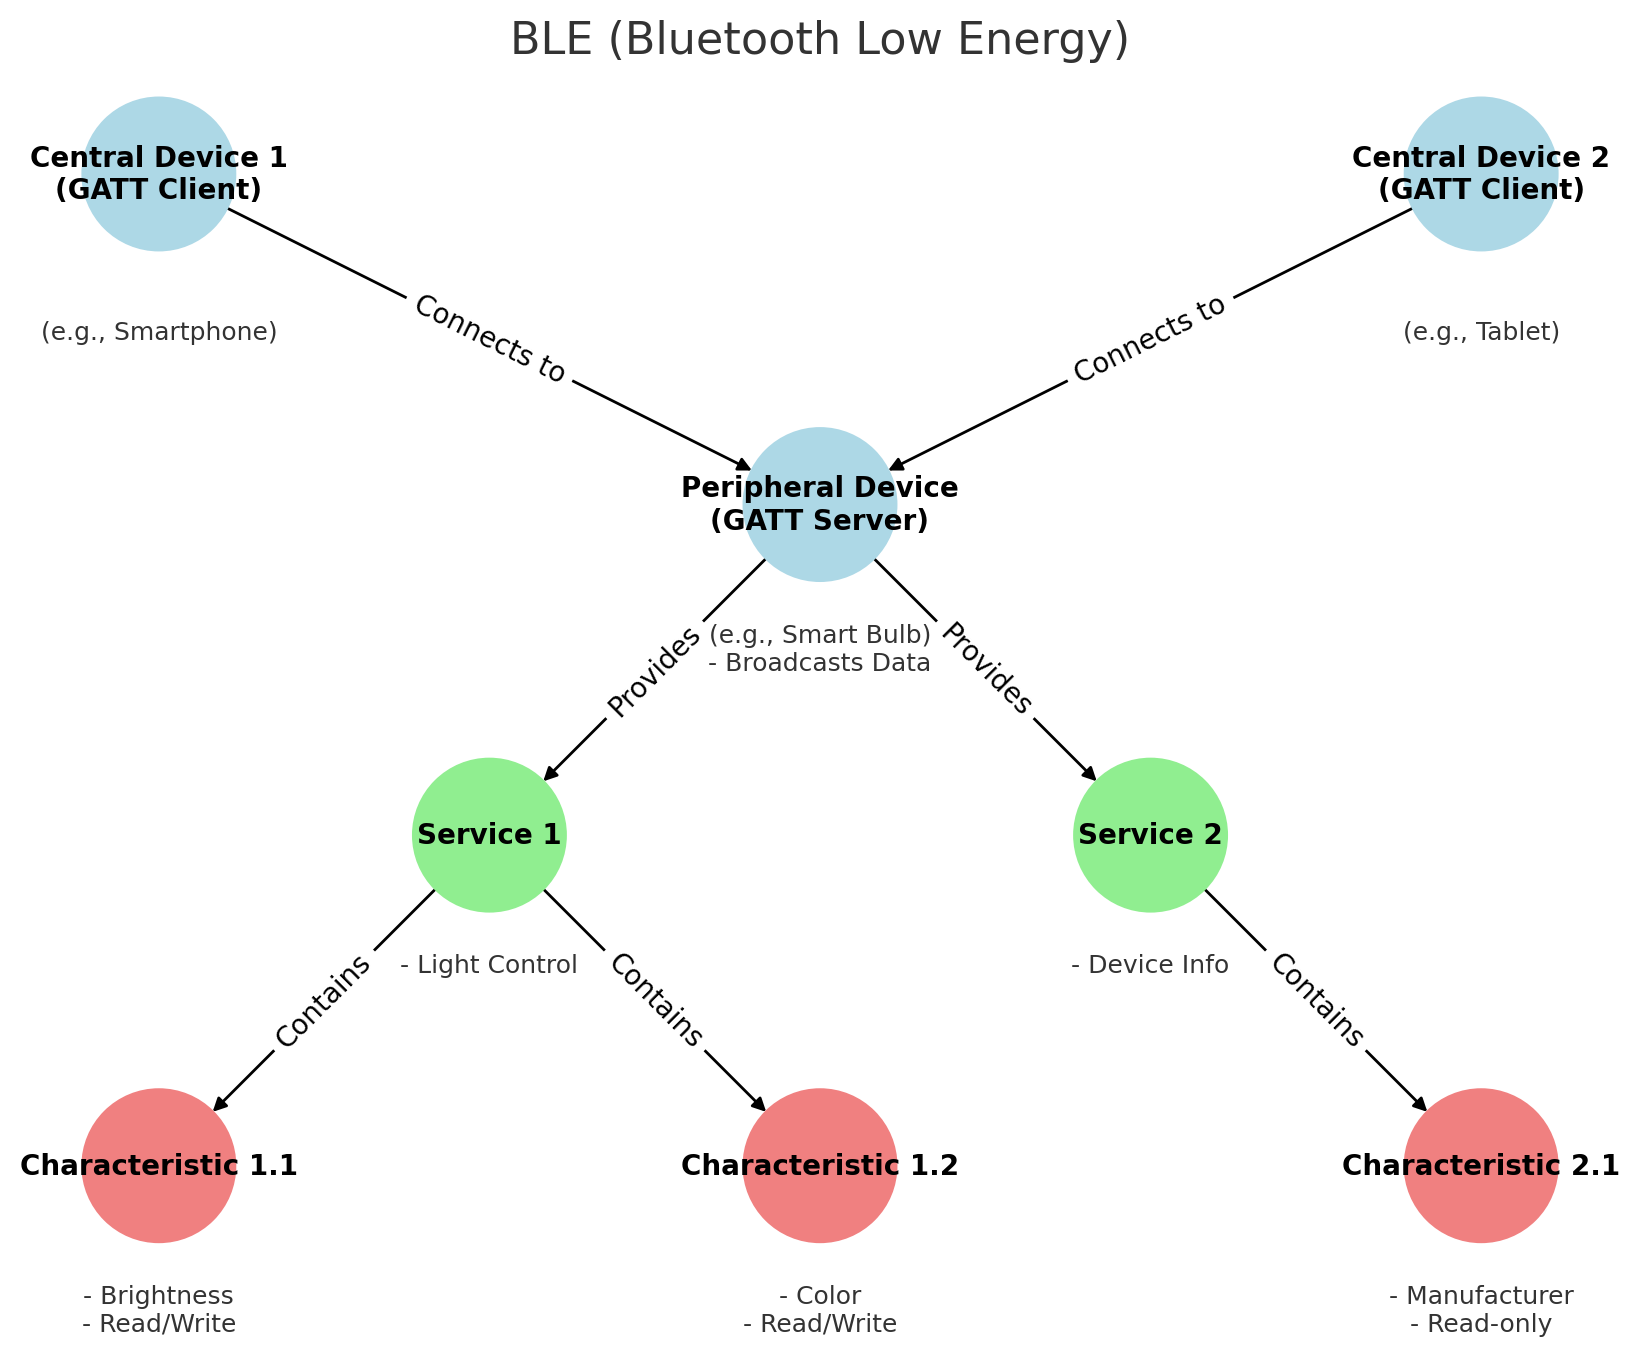 BLE (Bluetooth Low Energy)
Central Device 1
(GATT Client)
Central Device 2
(GATT Client)
(e.g., Smartphone)
(e.g., Tablet)
Connects to
Connects to
Peripheral Device
(GATT Server)
(e.g., Smart Bulb)
- Broadcasts Data
Provides
Provides
Service 1
Service 2
- Light Control
- Device Info
Contains
Contains
Contains
Characteristic 1.1
Characteristic 1.2
Characteristic 2.1
- Brightness
- Read/Write
- Color
- Read/Write
- Manufacturer
- Read-only